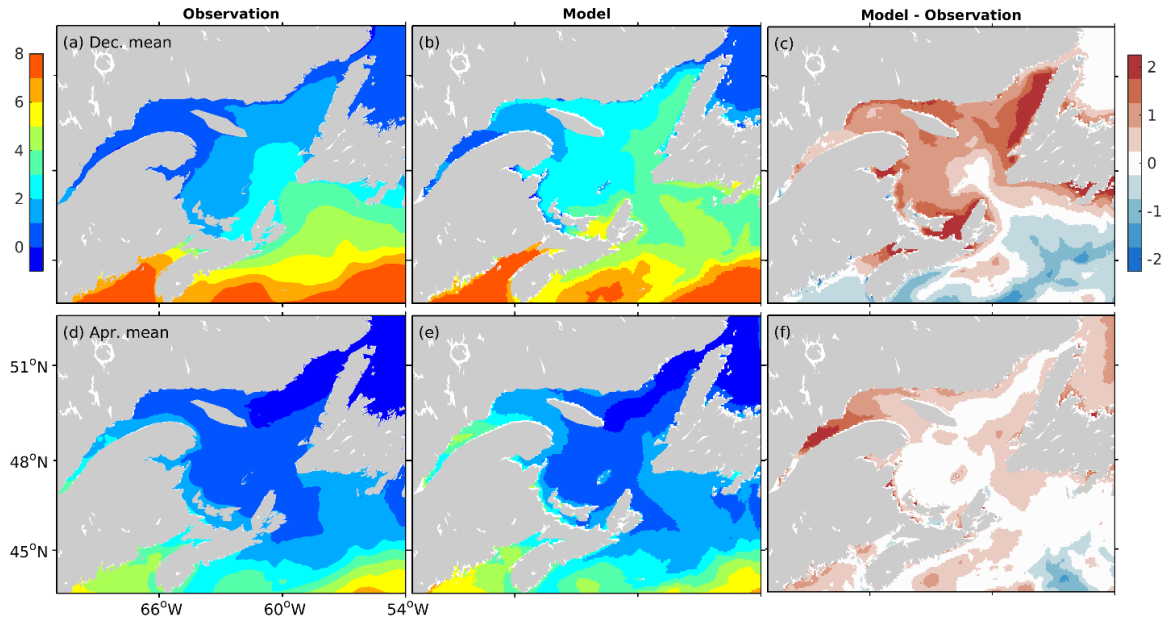 Observation Model Model - Observation
(a) Dec. mean (b) (c)
8
6
4
2
0
2
1
0
-1
-2
(d) Apr. mean (e) (f)
51°N
48°N
45°N
66°W 60°W 54°W